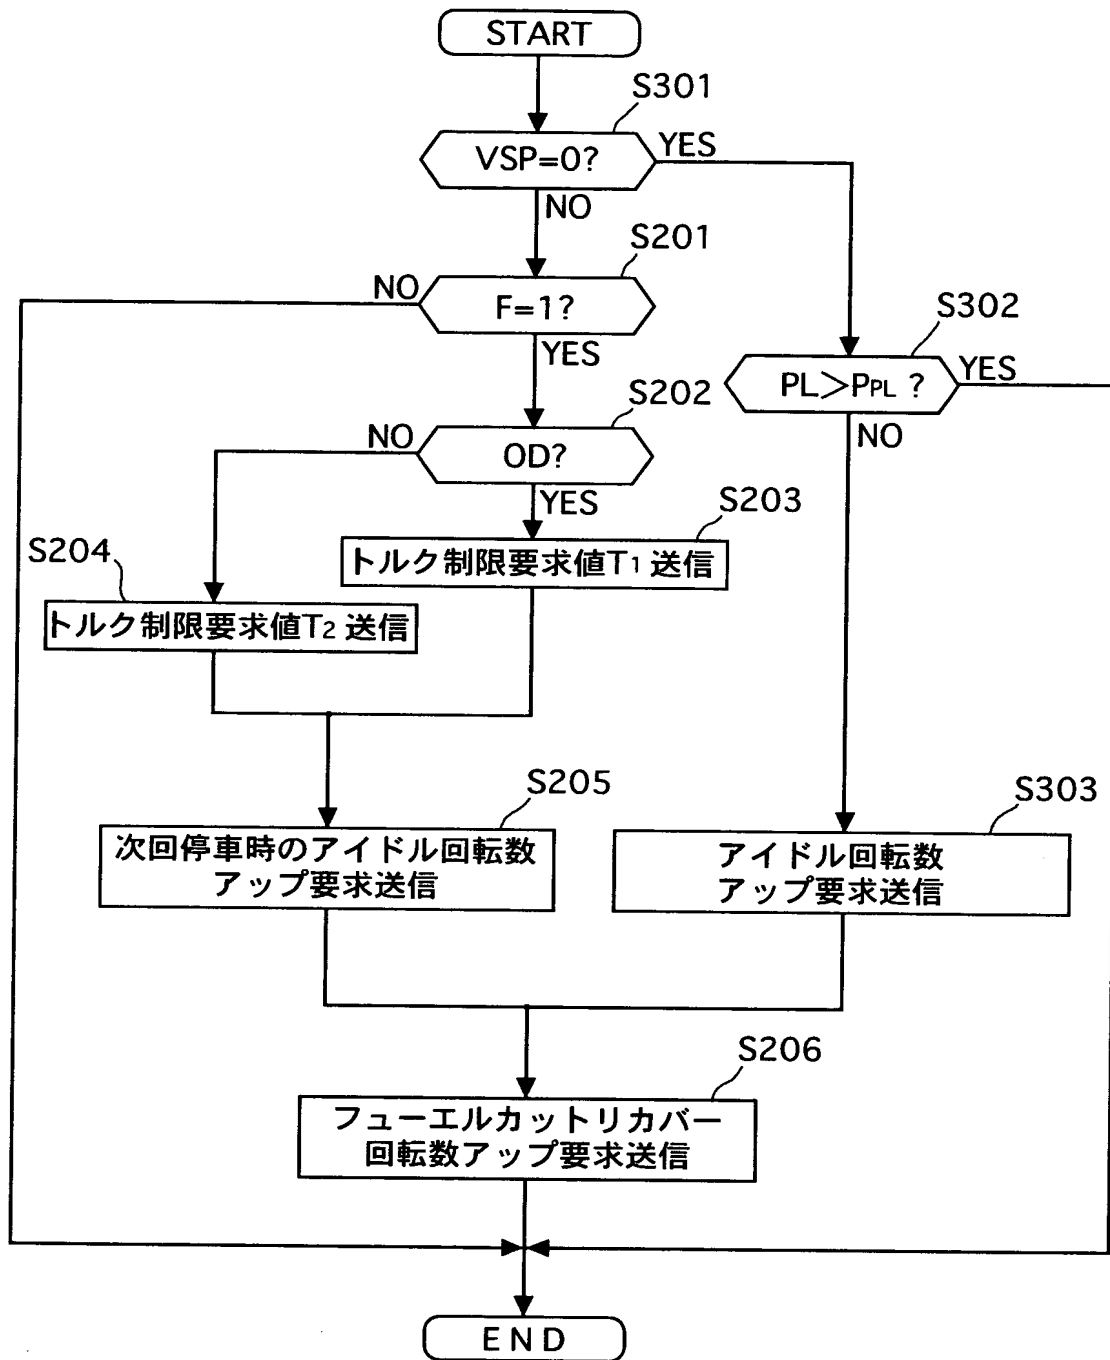 START
S301
VSP=0?
YES
NO
S201
NO
F=1?
YES
S302
PL>PPL ?
YES
NO
S202
NO
OD?
YES
S203
トルク制限要求値T1 送信
S204
トルク制限要求値T2 送信
S205
次回停車時のアイドル回転数
アップ要求送信
S303
アイドル回転数
アップ要求送信
S206
フューエルカットリカバー
回転数アップ要求送信
END